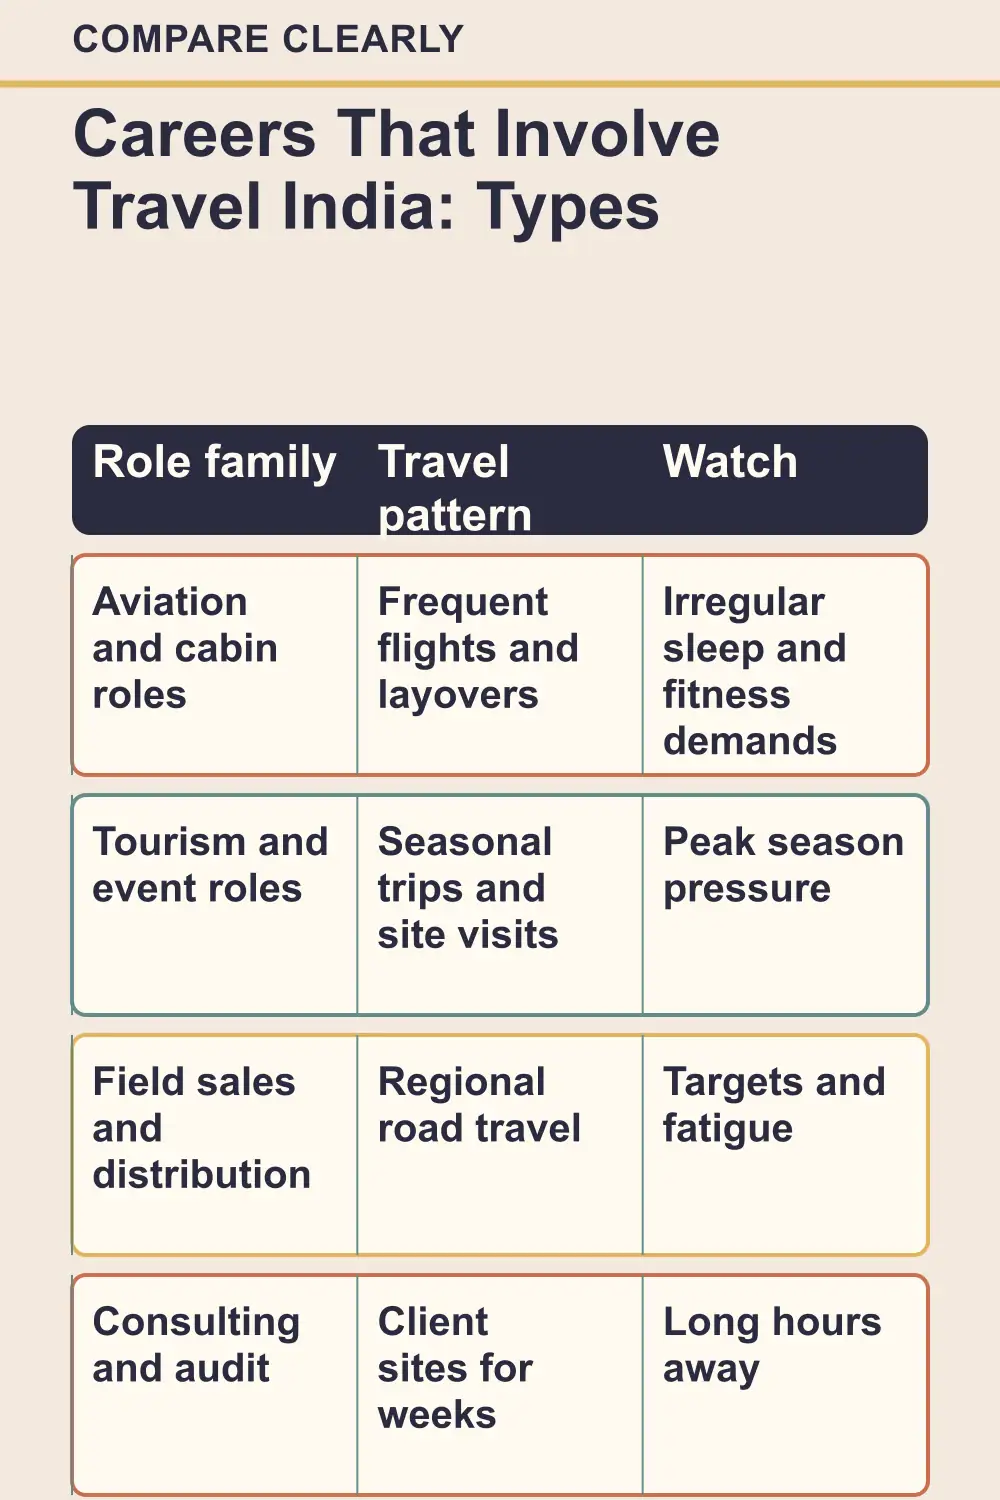 COMPARE CLEARLY
Careers That Involve
Travel India: Types
Role family
Travel
pattern
Watch
Aviation
and cabin
roles
Frequent
flights and
layovers
Irregular
sleep and
fitness
demands
Tourism and
event roles
Seasonal
trips and
site visits
Peak season
pressure
Field sales
and
distribution
Regional
road travel
Targets and
fatigue
Consulting
and audit
Client
sites for
weeks
Long hours
away